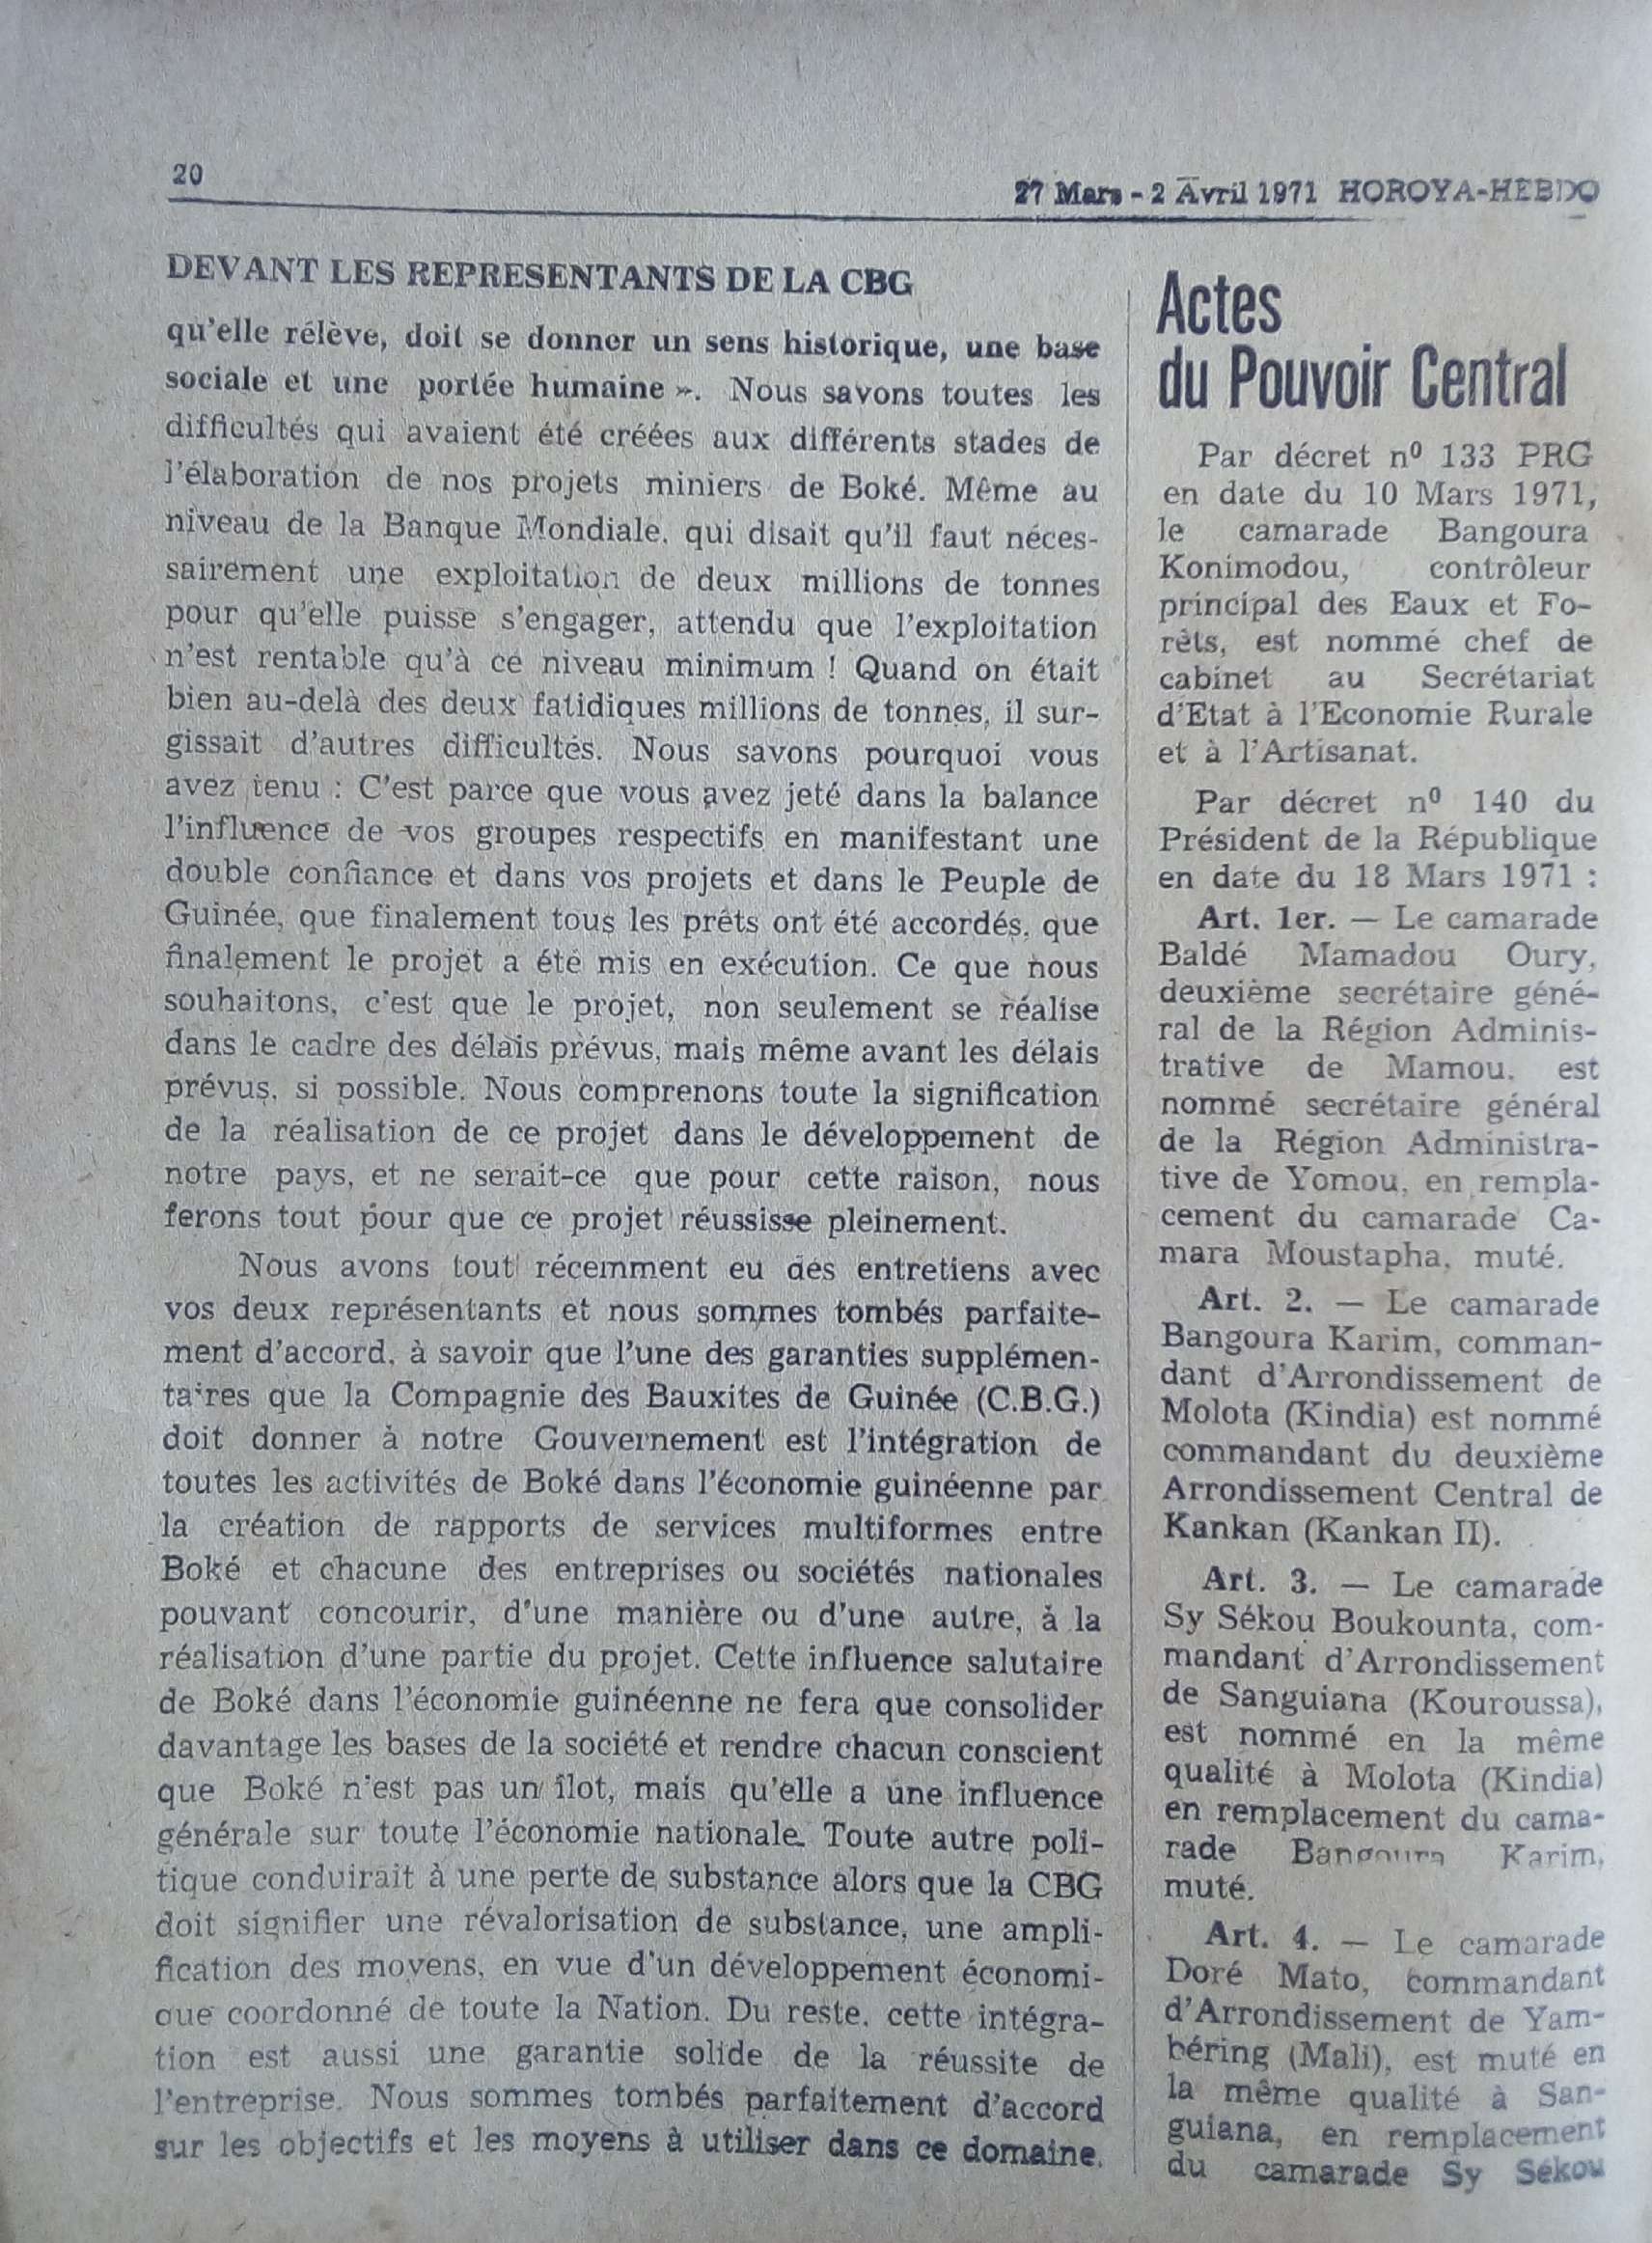 20
27 Mars - 2 Avril 1971 HOROYA-HEBDO
DEVANT LES REPRESENTANTS DE LA CBG
qu'elle rélève, doit se donner un sens historique, une base
sociale et une portée humaine ». Nous savons toutes les
difficultés qui avaient été créées aux différents stades de
l'élaboration de nos projets miniers de Boké. Même au
niveau de la Banque Mondiale, qui disait qu'il faut néces-
sairement une exploitation de deux millions de tonnes
pour qu'elle puisse s'engager, attendu que l'exploitation
n'est rentable qu'à ce niveau minimum ! Quand on était
bien au-delà des deux fatidiques millions de tonnes, il sur-
gissait d'autres difficultés. Nous savons pourquoi vous
avez tenu : C'est parce que vous avez jeté dans la balance
l'influence de vos groupes respectifs en manifestant une
double confiance et dans vos projets et dans le Peuple de
Guinée, que finalement tous les prêts ont été accordés, que
finalement le projet a été mis en exécution. Ce que nous
souhaitons, c'est que le projet, non seulement se réalise
dans le cadre des délais prévus, mais même avant les délais
prévus, si possible. Nous comprenons toute la signification
de la réalisation de ce projet dans le développement de
notre pays, et ne serait-ce que pour cette raison, nous
ferons tout pour que ce projet réussisse pleinement.
Nous avons tout récemment eu des entretiens avec
vos deux représentants et nous sommes tombés parfaite-
ment d'accord, à savoir que l'une des garanties supplémen-
taires que la Compagnie des Bauxites de Guinée (C.B.G.)
doit donner à notre Gouvernement est l'intégration de
toutes les activités de Boké dans l'économie guinéenne par
la création de rapports de services multiformes entre
Boké et chacune des entreprises ou sociétés nationales
pouvant concourir, d'une manière ou d'une autre, à la
réalisation d'une partie du projet. Cette influence salutaire
de Boké dans l'économie guinéenne ne fera que consolider
davantage les bases de la société et rendre chacun conscient
que Boké n'est pas un îlot, mais qu'elle a une influence
générale sur toute l'économie nationale. Toute autre poli-
tique conduirait à une perte de substance alors que la CBG
doit signifier une révalorisation de substance, une ampli-
fication des moyens, en vue d'un développement économi-
que coordonné de toute la Nation. Du reste, cette intégra-
tion est aussi une garantie solide de la réussite de
l'entreprise. Nous sommes tombés parfaitement d'accord
sur les objectifs et les moyens à utiliser dans ce domaine.
Actes
du Pouvoir Central
Par décret nº 133 PRG
en date du 10 Mars 1971,
le camarade Bangoura
Konimodou, contrôleur
principal des Eaux et Fo-
rêts, est nommé chef de
cabinet au Secrétariat
d'Etat à l'Economie Rurale
et à l'Artisanat.
Par décret nº 140 du
Président de la République
en date du 18 Mars 1971 :
Art. 1er. — Le camarade
Baldé Mamadou Oury,
deuxième secrétaire géné-
ral de la Région Adminis-
trative de Mamou, est
nommé secrétaire général
de la Région Administra-
tive de Yomou, en rempla-
cement du camarade Ca-
mara Moustapha, muté.
Art. 2. — Le camarade
Bangoura Karim, comman-
dant d'Arrondissement de
Molota (Kindia) est nommé
commandant du deuxième
Arrondissement Central de
Kankan (Kankan II).
Art. 3. — Le camarade
Sy Sékou Boukounta, com-
mandant d'Arrondissement
de Sanguiana (Kouroussa),
est nommé en la même
qualité à Molota (Kindia)
en remplacement du cama-
rade Bangoura Karim,
muté.
Art. 4. — Le camarade
Doré Mato, commandant
d'Arrondissement de Yam-
béring (Mali), est muté en
la même qualité à San-
guiana, en remplacement
du camarade Sy Sékou